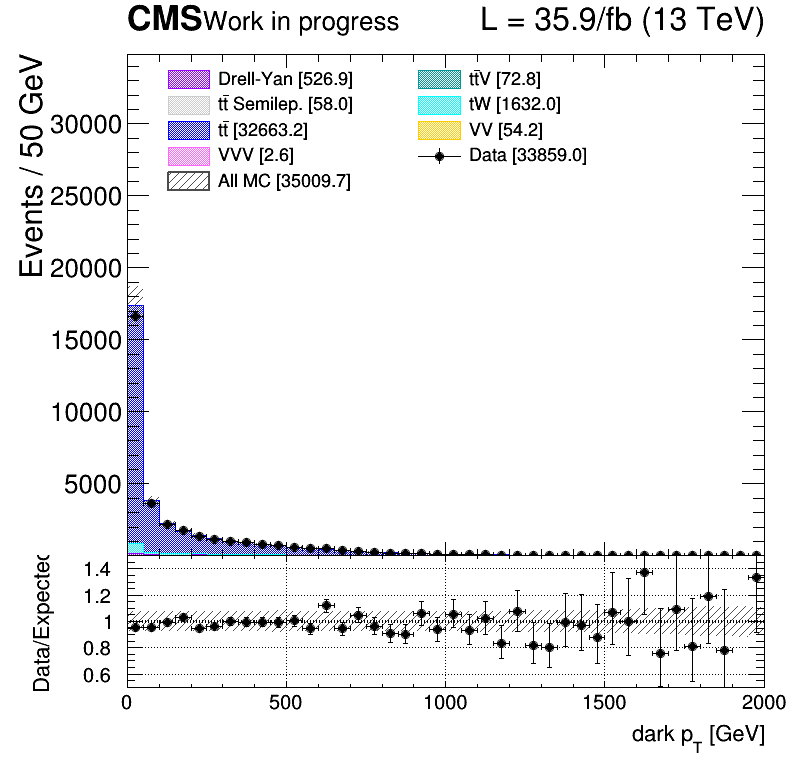 CMS Work in progress L = 35.9/fb (13 TeV)
Drell-Yan [526.9] tt̄V [72.8]
tt̄ Semilep. [58.0] tW [1632.0]
tt̄ [32663.2] VV [54.2]
VVV [2.6] Data [33859.0]
All MC [35009.7]
Events / 50 GeV
30000
25000
20000
15000
10000
5000
Data/Expected
1.4
1.2
1
0.8
0.6
0 500 1000 1500 2000
dark p_T [GeV]